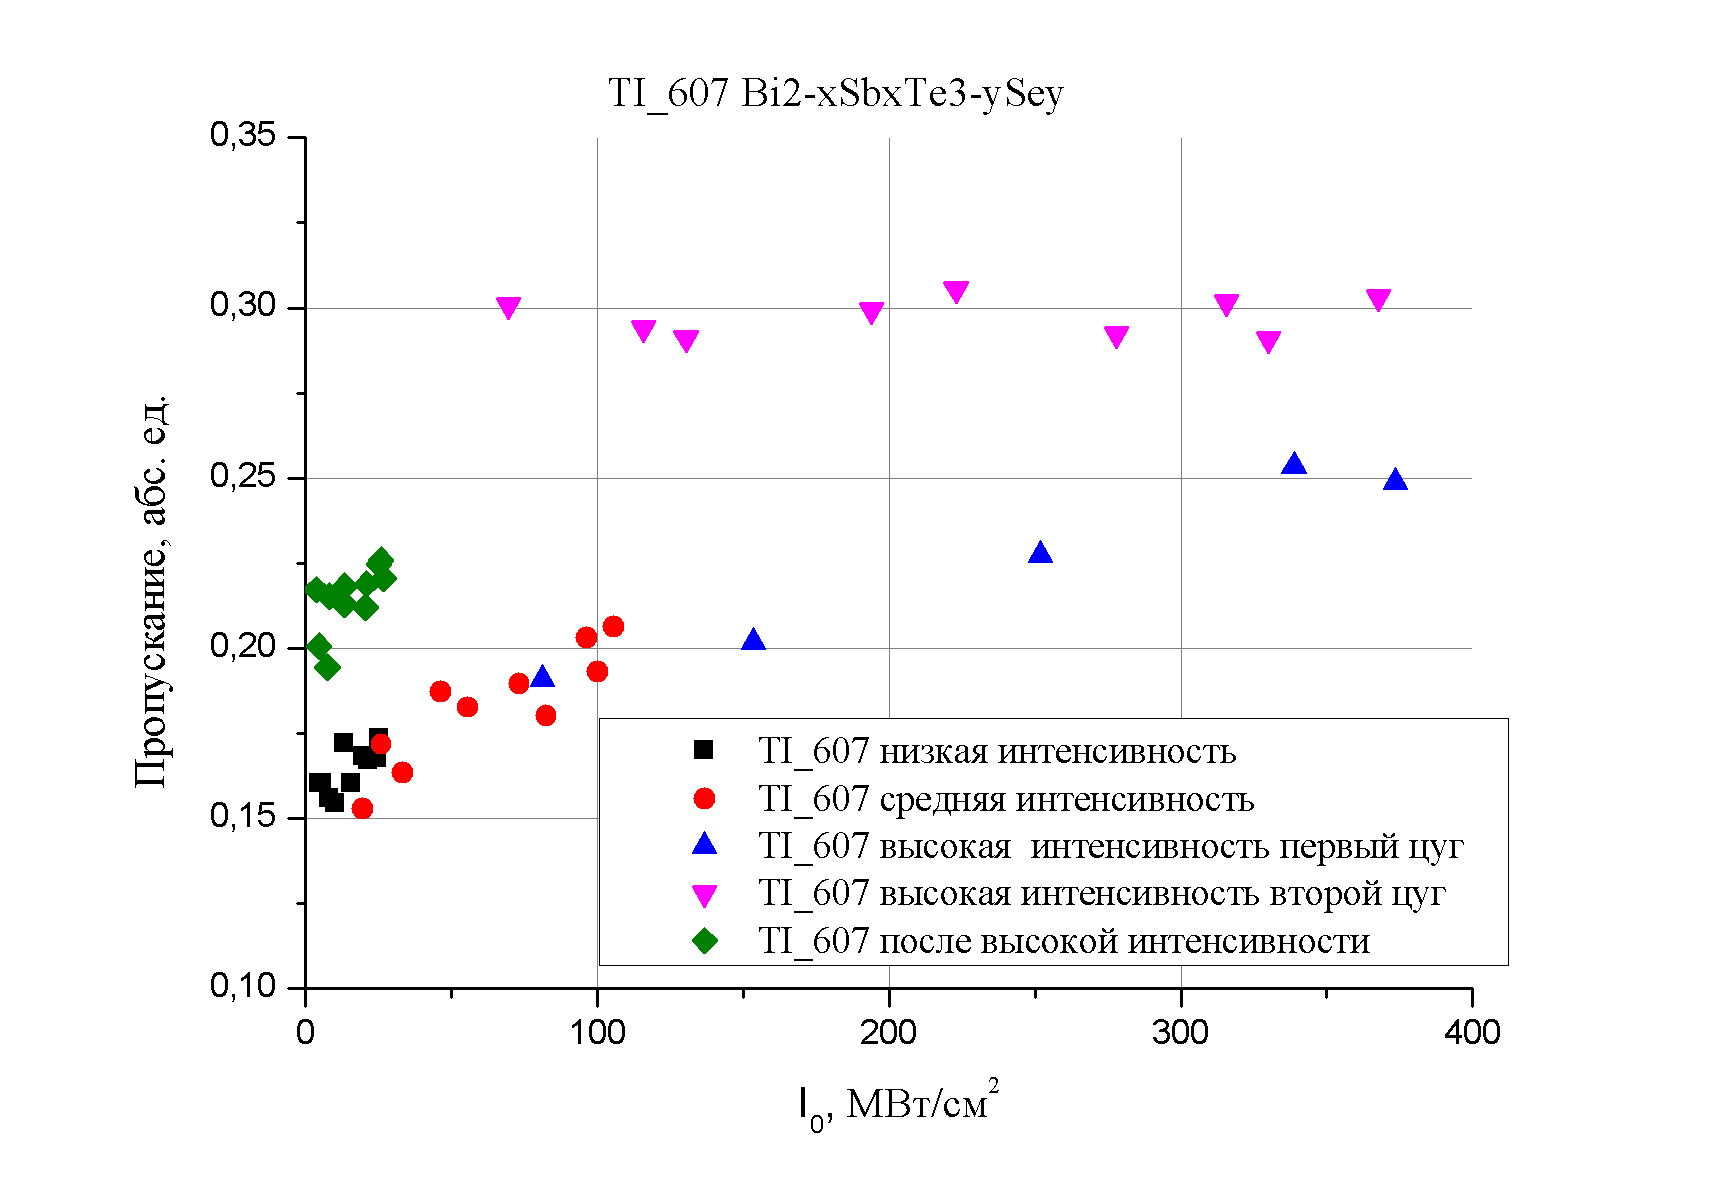 TI_607 Bi2-xSbxTe3-ySey
0,35
0,30
0,25
0,20
0,15
0,10
Пропускание, абс. ед.
TI_607 низкая интенсивность
TI_607 средняя интенсивность
TI_607 высокая  интенсивность первый цуг
TI_607 высокая интенсивность второй цуг
TI_607 после высокой интенсивности
0 100 200 300 400
I0, МВт/см2